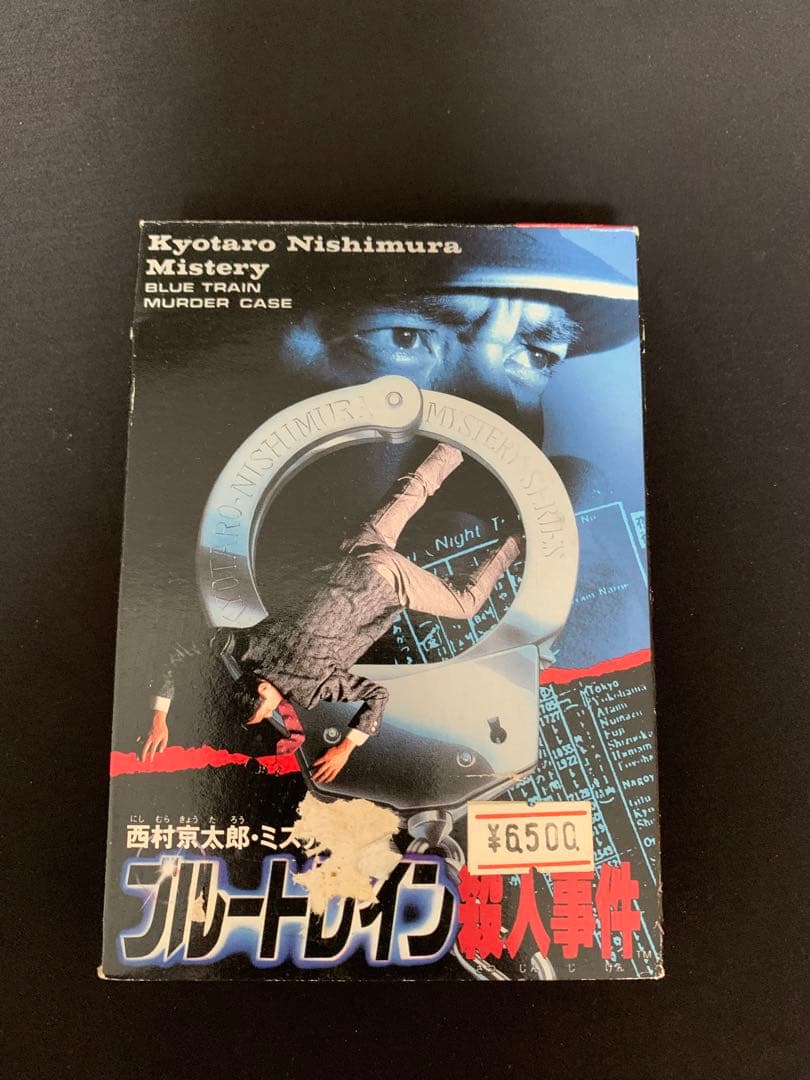 Kyotaro Nishimura
Mistery
BLUE TRAIN
MURDER CASE
KYOTARO・NISHIMURA MYSTERY SERIES
Night T
No
Tokyo
Yokohama
Atami
Numazu
Fuji
にし むら きょう た ろう
西村京太郎・ミス
¥6,500
ブルートレイン殺人事件
さつ じん じ けん
TM